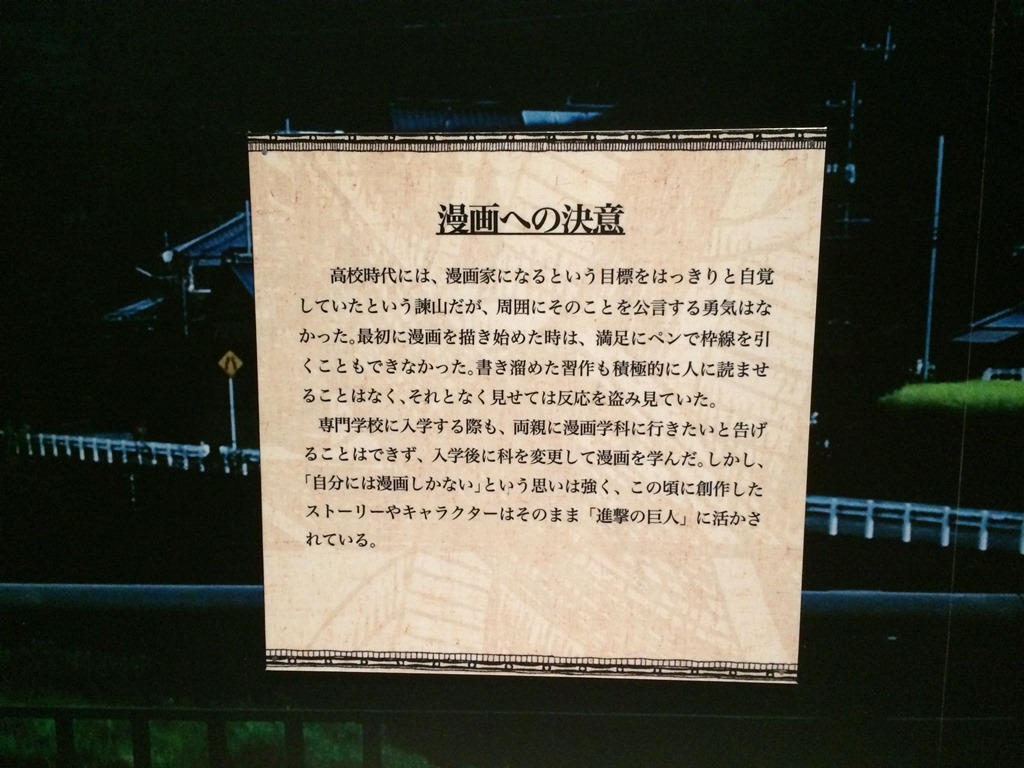 漫画への決意
高校時代には、漫画家になるという目標をはっきりと自覚
していたという諫山だが、周囲にそのことを公言する勇気はな
かった。最初に漫画を描き始めた時は、満足にペンで枠線を引
くこともできなかった。書き溜めた習作も積極的に人に読ませ
ることはなく、それとなく見せては反応を盗み見ていた。
専門学校に入学する際も、両親に漫画学科に行きたいと告げ
ることはできず、入学後に科を変更して漫画を学んだ。しかし、
「自分には漫画しかない」という思いは強く、この頃に創作した
ストーリーやキャラクターはそのまま「進撃の巨人」に活かさ
れている。